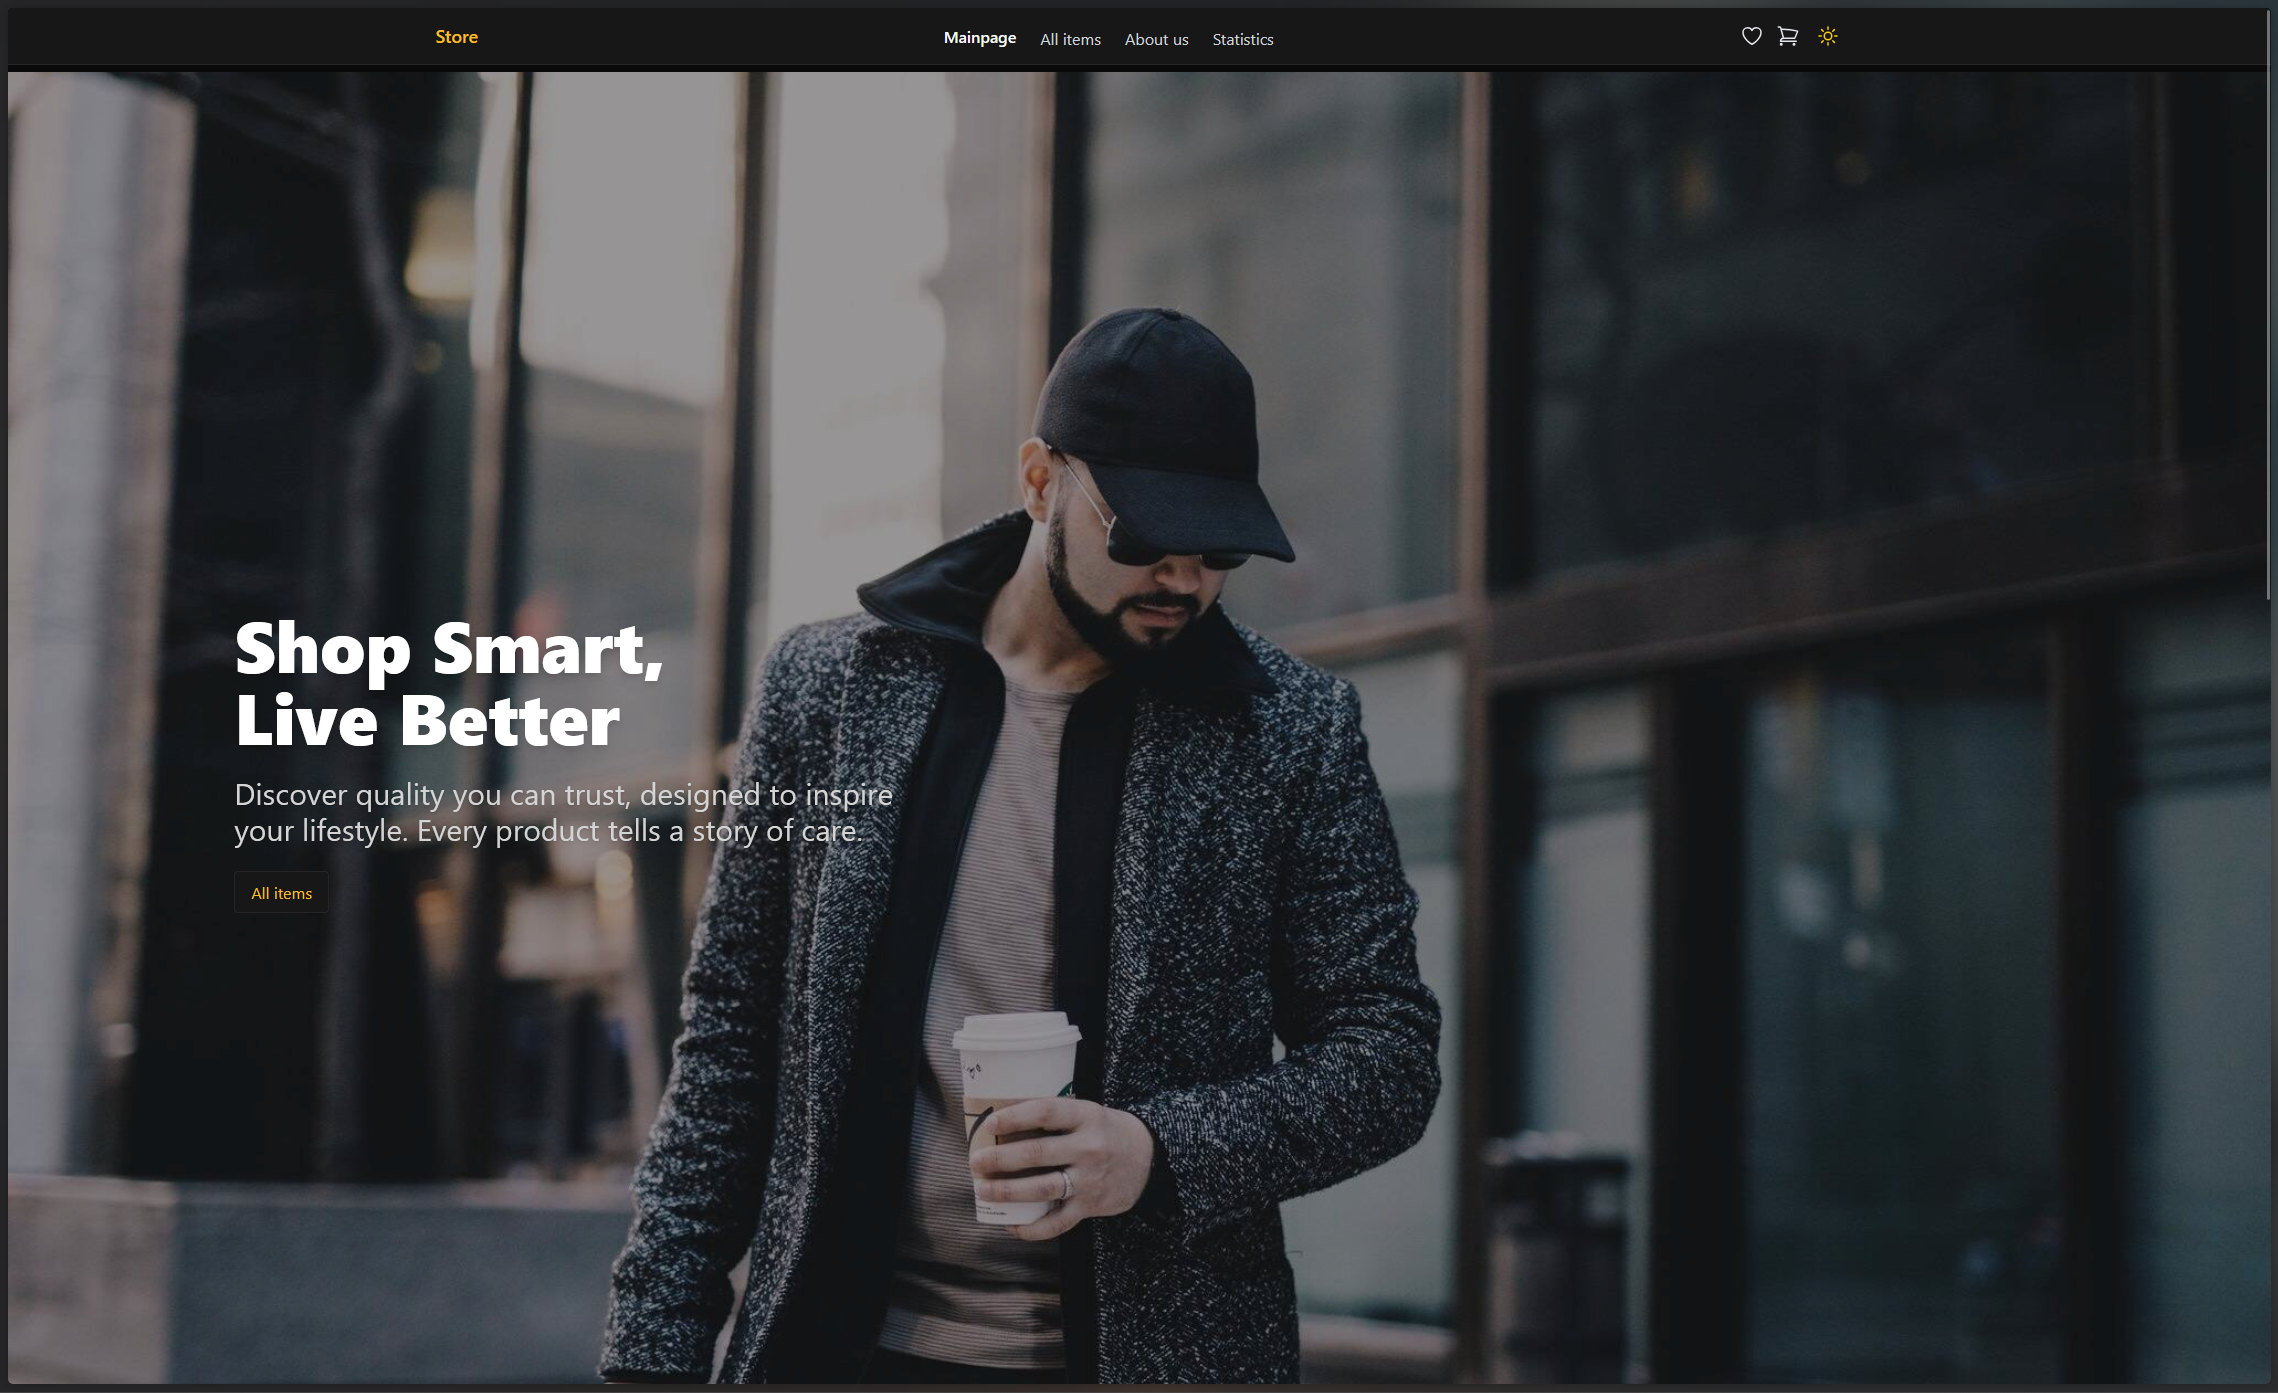 Store
Mainpage
All items
About us
Statistics
Shop Smart,
Live Better
Discover quality you can trust, designed to inspire
your lifestyle. Every product tells a story of care.
All items